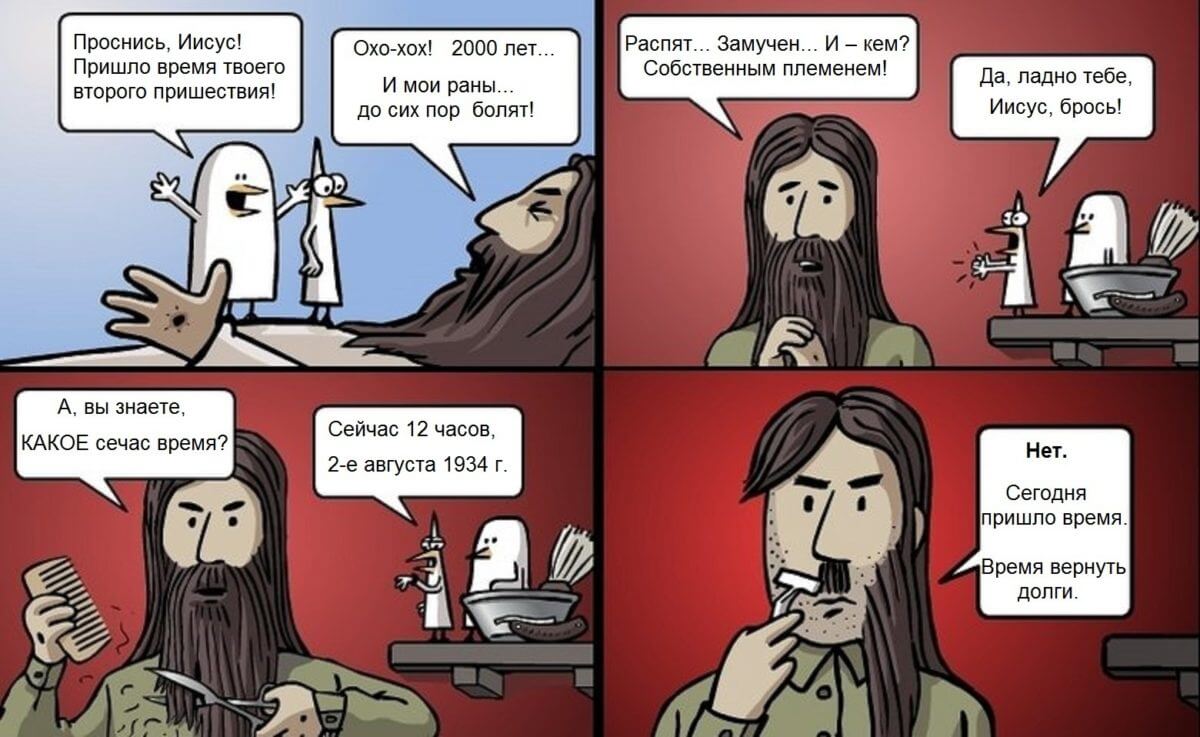 Проснись, Иисус!
Пришло время твоего
второго пришествия!
Охо-хох! 2000 лет...
И мои раны...
до сих пор болят!
Распят... Замучен... И – кем?
Собственным племенем!
Да, ладно тебе,
Иисус, брось!
А, вы знаете,
КАКОЕ сечас время?
Сейчас 12 часов,
2-е августа 1934 г.
Нет.
Сегодня
пришло время.
Время вернуть
долги.